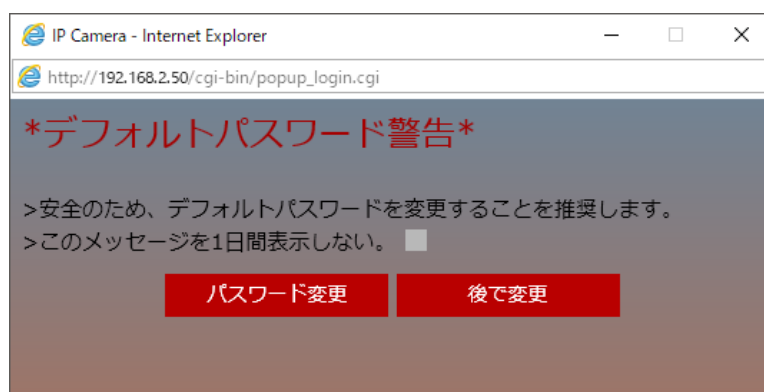 IP Camera - Internet Explorer
http://192.168.2.50/cgi-bin/popup_login.cgi
*デフォルトパスワード警告*
>安全のため、デフォルトパスワードを変更することを推奨します。
>このメッセージを1日間表示しない。
パスワード変更 後で変更